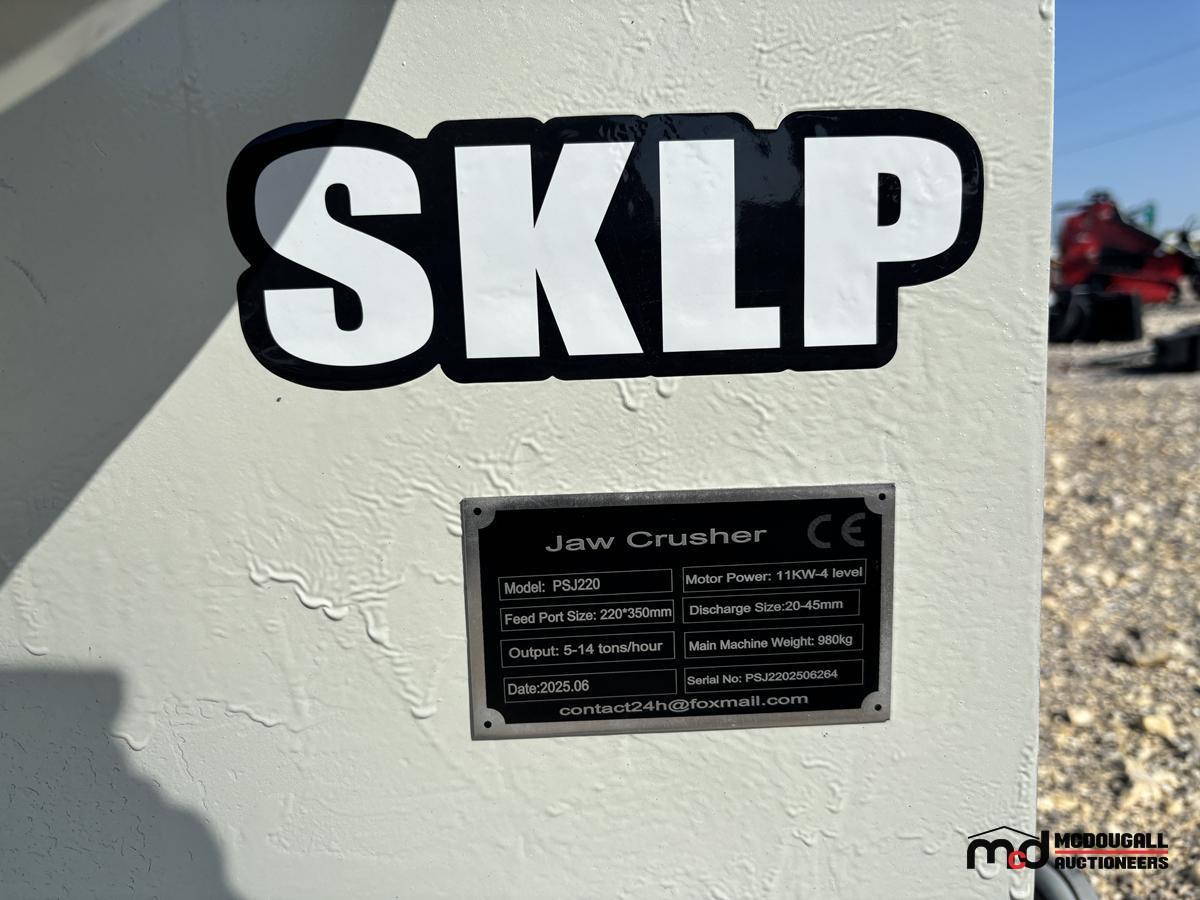 SKLP
Jaw Crusher CE
Model: PSJ220
Motor Power: 11KW-4 level
Feed Port Size: 220*350mm
Discharge Size:20-45mm
Output: 5-14 tons/hour
Main Machine Weight: 980kg
Date:2025.06
Serial No: PSJ2202506264
contact24h@foxmail.com
mcd MCDOUGALL
AUCTIONEERS